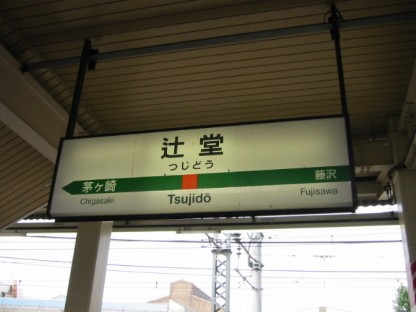 辻堂
つじどう
茅ヶ崎
藤沢
Chigasaki
Tsujidō
Fujisawa